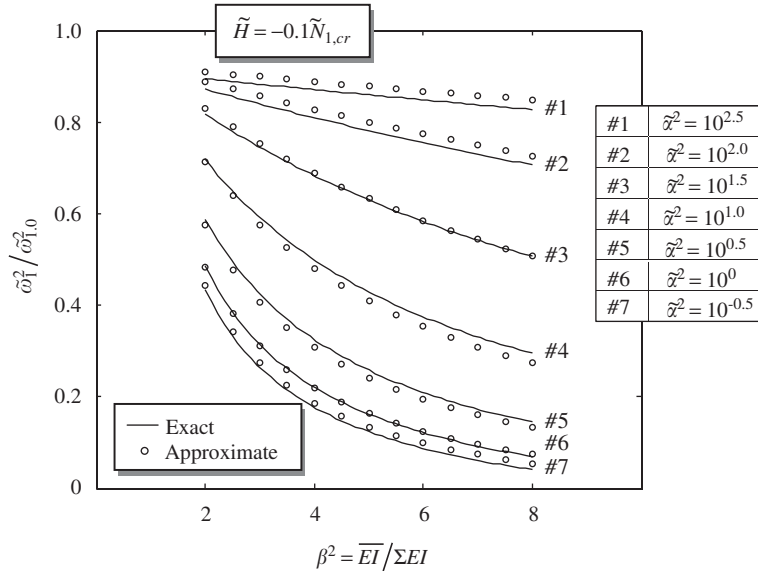 H̃ = −0.1Ñ1,cr
1.0
0.8
0.6
0.4
0.2
0
ω̃₁²/ω̃²1.0
#1
#2
#3
#4
#5
#6
#7
Exact
Approximate
2
4
6
8
β² = EI̅/ΣEI
#1 α̃² = 10^2.5
#2 α̃² = 10^2.0
#3 α̃² = 10^1.5
#4 α̃² = 10^1.0
#5 α̃² = 10^0.5
#6 α̃² = 10^0
#7 α̃² = 10^-0.5